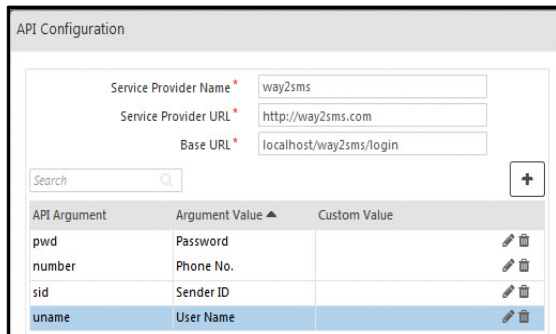 API Configuration
Service Provider Name * way2sms
Service Provider URL * http://way2sms.com
Base URL * localhost/way2sms/login
Search
API Argument Argument Value Custom Value
pwd Password
number Phone No.
sid Sender ID
uname User Name